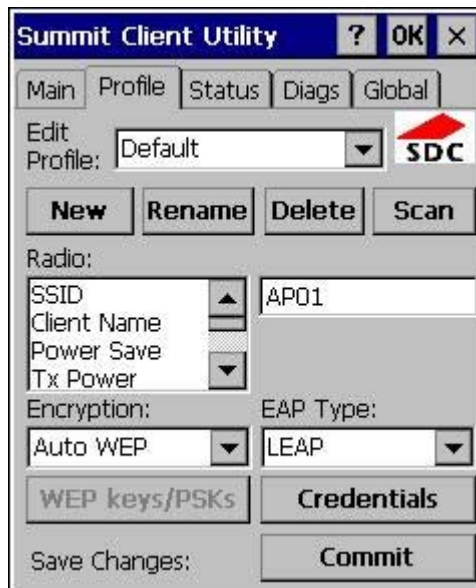 Summit Client Utility ? OK ×
Main Profile Status Diags Global
Edit
Profile: Default
SDC
New Rename Delete Scan
Radio:
SSID
Client Name
Power Save
Tx Power
AP01
Encryption: EAP Type:
Auto WEP LEAP
WEP keys/PSKs Credentials
Save Changes: Commit